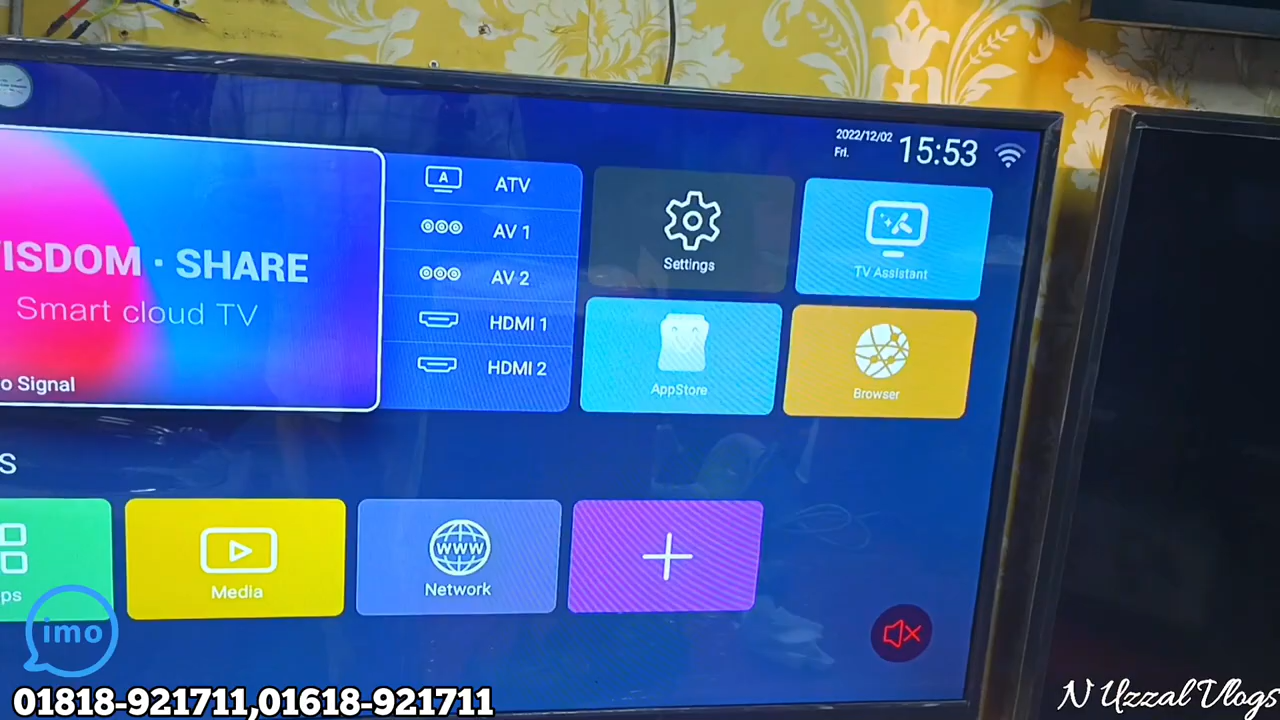 2022/12/02
Fri.
15:53
A
ATV
AV 1
AV 2
HDMI 1
HDMI 2
ISDOM · SHARE
Smart cloud TV
o Signal
Settings
TV Assistant
AppStore
Browser
S
ps
Media
www
Network
imo
01818-921711,01618-921711
N Uzzal Vlogs